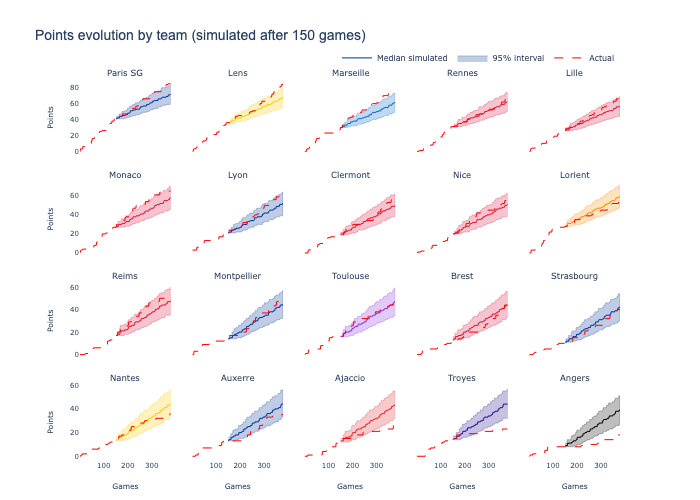 Points evolution by team (simulated after 150 games)
Median simulated 95% interval Actual
Paris SG Lens Marseille Rennes Lille
80
60
40
20
0
Points
Monaco Lyon Clermont Nice Lorient
60
40
20
0
Points
Reims Montpellier Toulouse Brest Strasbourg
60
40
20
0
Points
Nantes Auxerre Ajaccio Troyes Angers
60
40
20
0
Points
100 200 300 100 200 300 100 200 300 100 200 300 100 200 300
Games Games Games Games Games